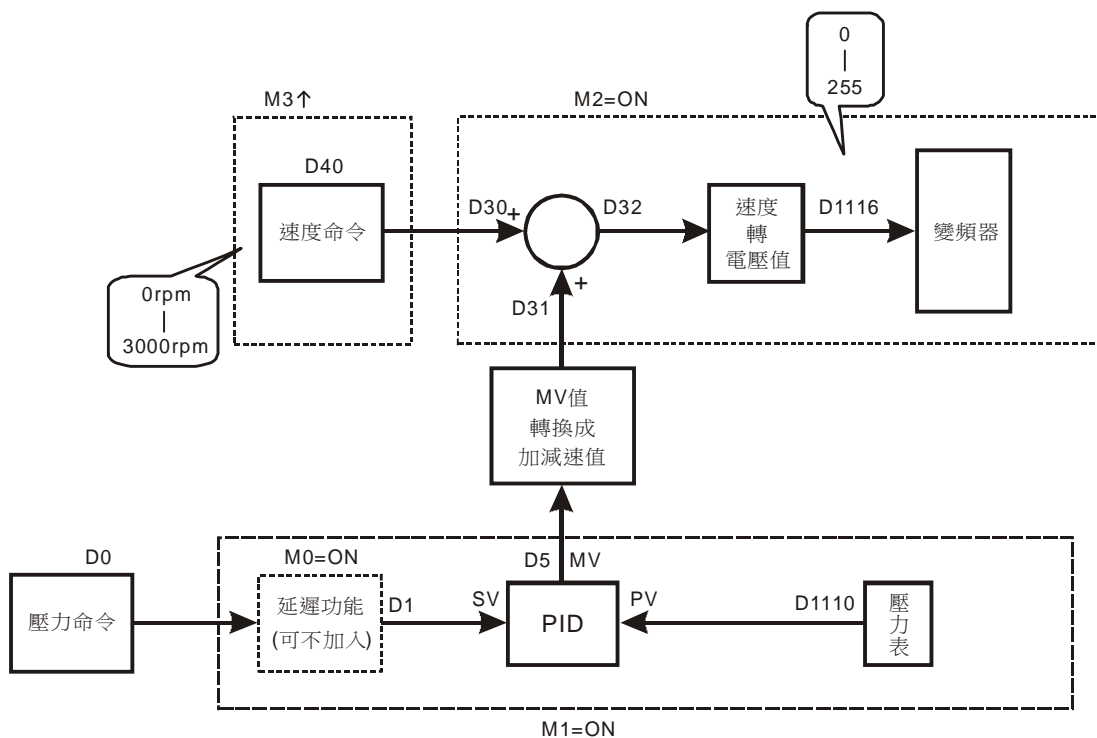 0
|
255
M3↑
M2=ON
D40
速度命令
D30
+
D32
速度
轉
電壓值
D1116
變頻器
0rpm
|
3000rpm
D31
+
MV值
轉換成
加減速值
D0
壓力命令
M0=ON
延遲功能
(可不加入)
D1
D5
MV
SV
PID
PV
D1110
壓
力
表
M1=ON